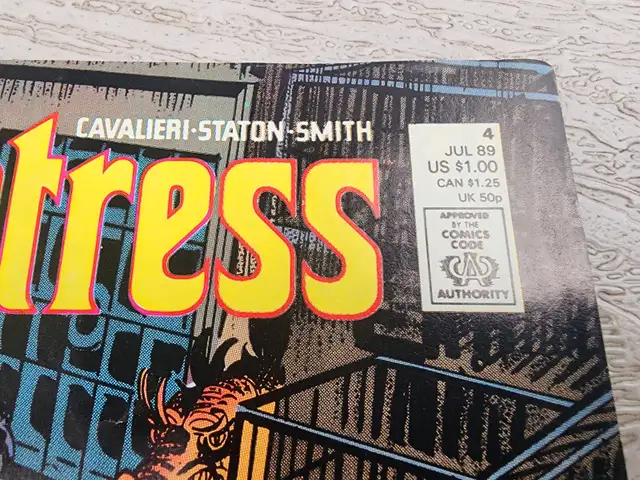 CAVALIERI·STATON·SMITH
tress
4
JUL 89
US $1.00
CAN $1.25
UK 50p
APPROVED
BY THE
COMICS
CODE
CA
AUTHORITY